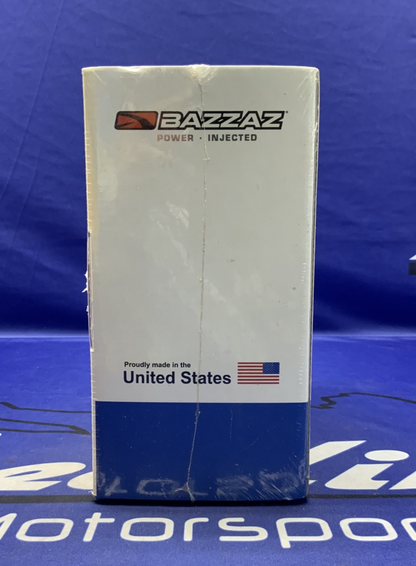 BAZZAZ
POWER · INJECTED
Proudly made in the
United States
Motorspor